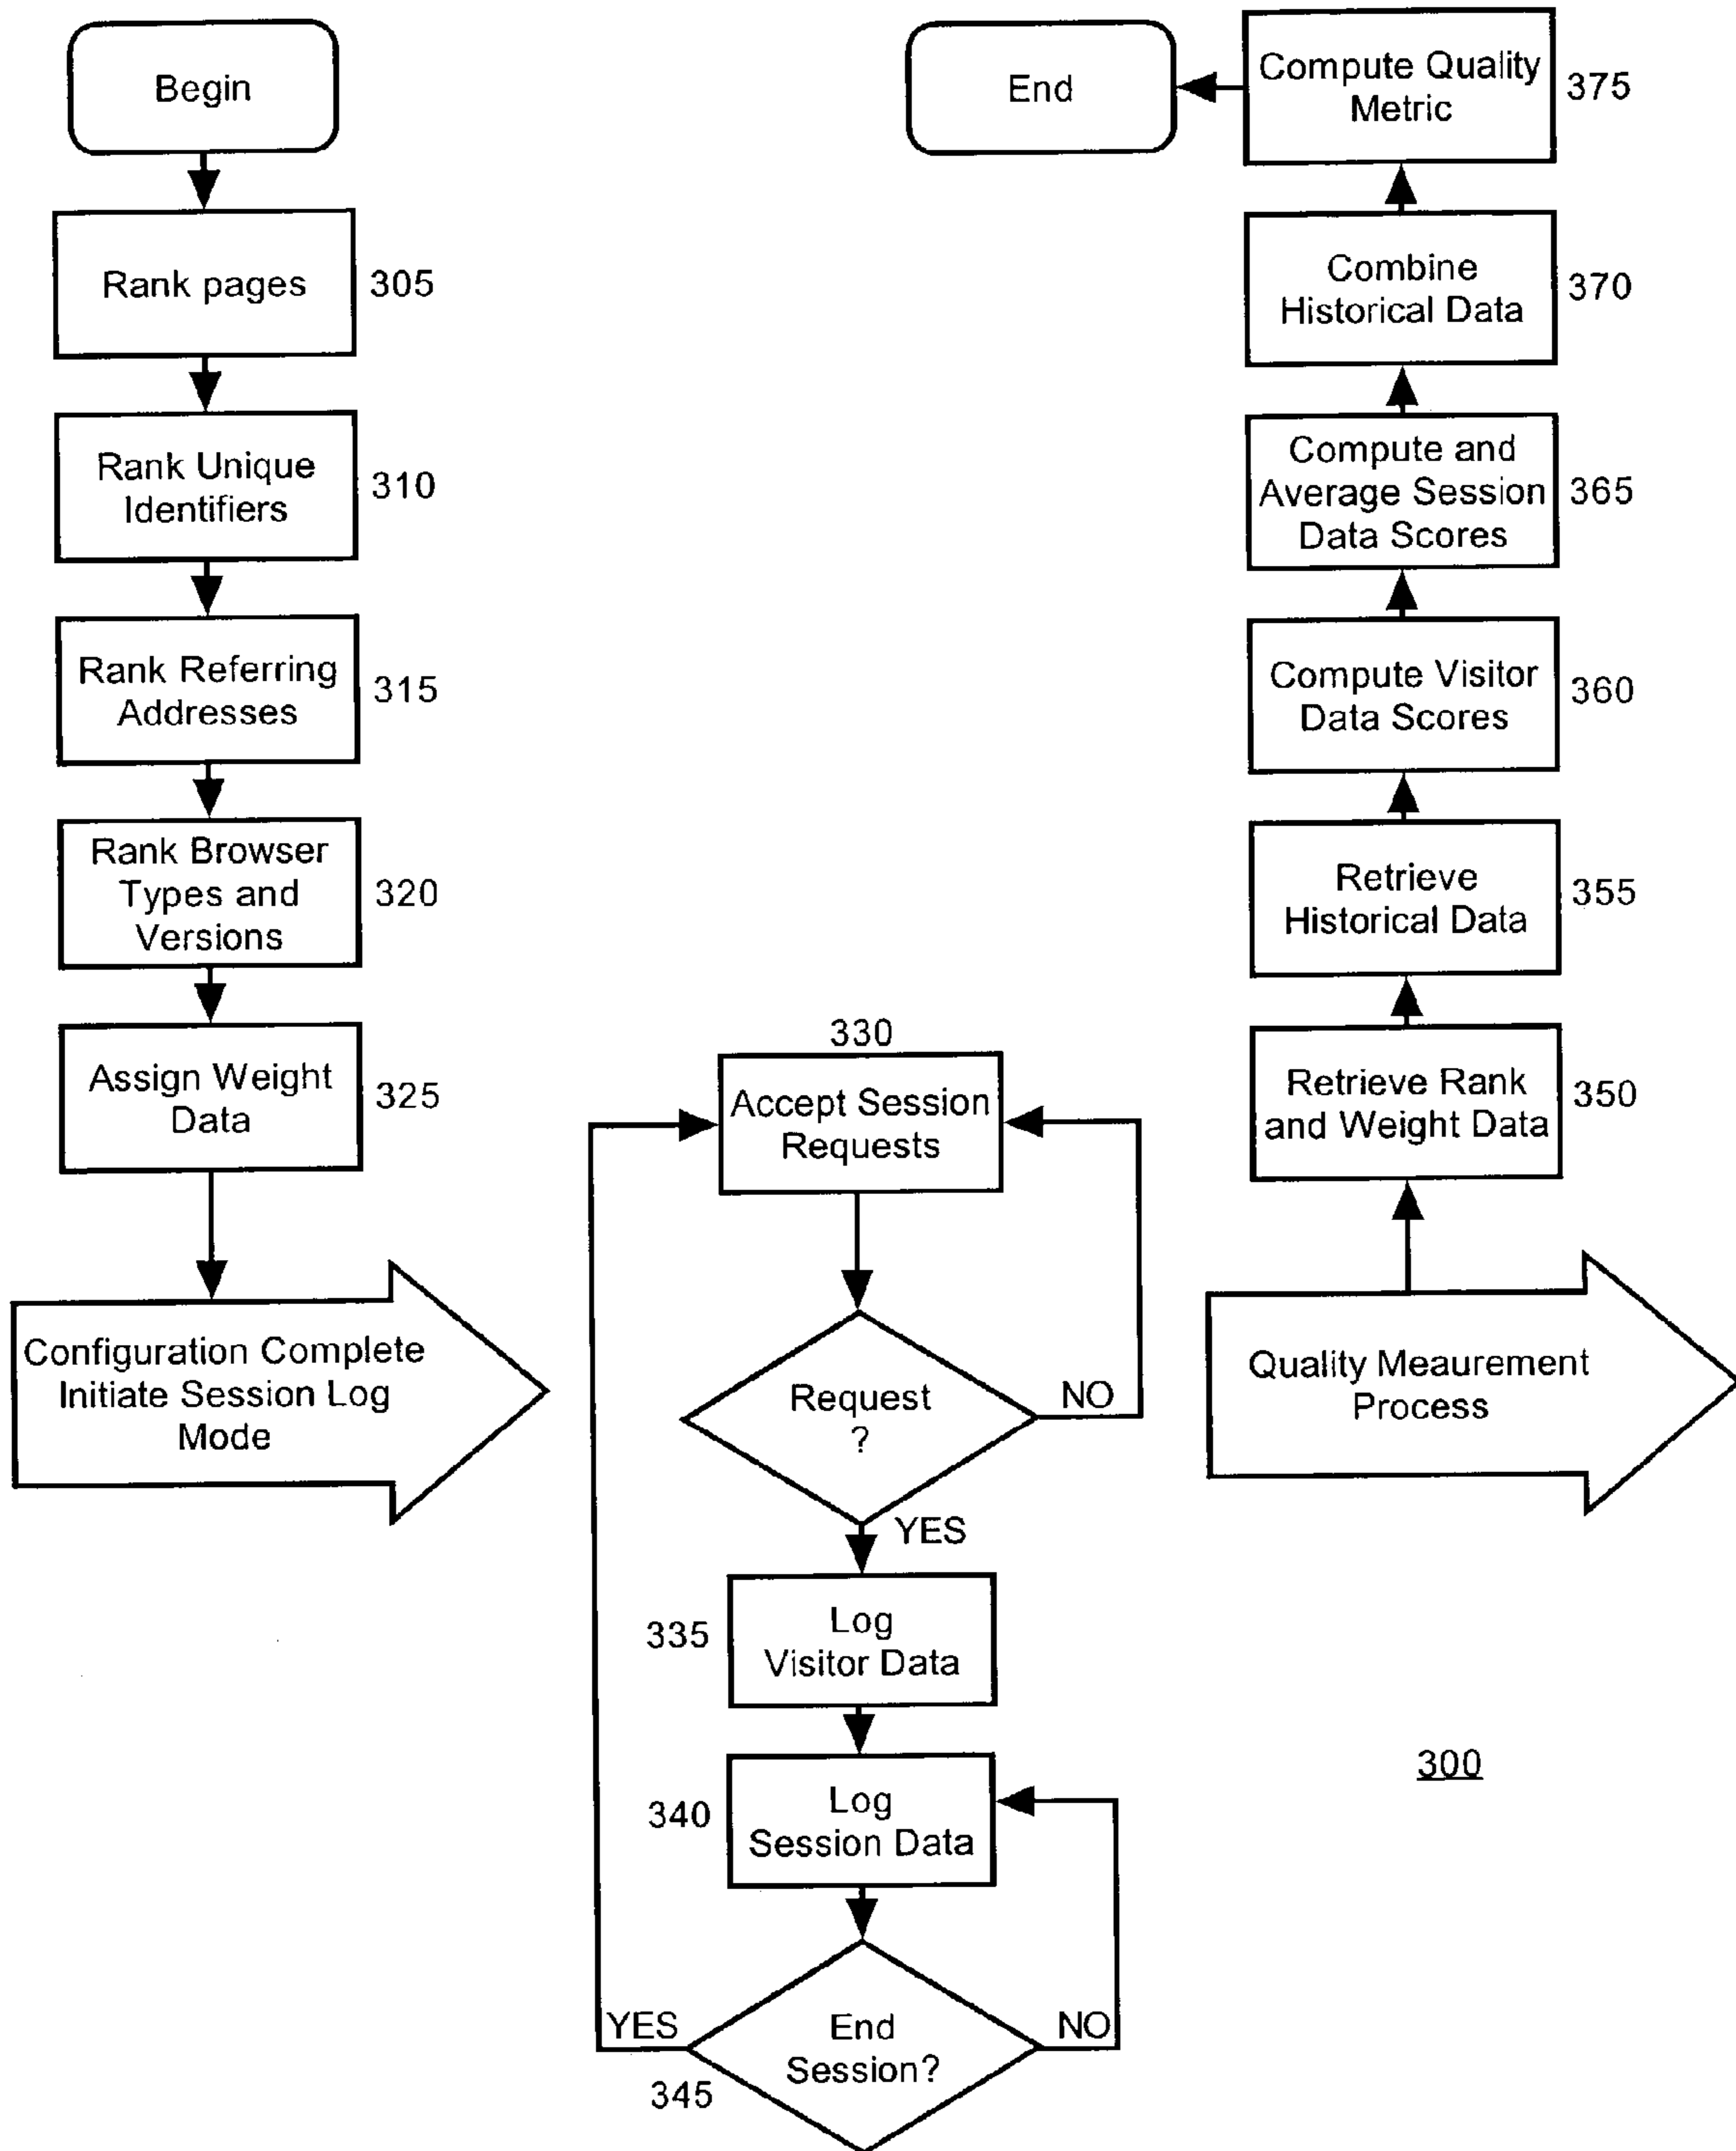 Begin
Rank pages
305
Rank Unique
Identifiers
310
Rank Referring
Addresses
315
Rank Browser
Types and
Versions
320
Assign Weight
Data
325
Configuration Complete
Initiate Session Log
Mode
330
Accept Session
Requests
Request
?
NO
YES
335
Log
Visitor Data
340
Log
Session Data
End
Session?
YES
NO
345
End
Compute Quality
Metric
375
Combine
Historical Data
370
Compute and
Average Session
Data Scores
365
Compute Visitor
Data Scores
360
Retrieve
Historical Data
355
Retrieve Rank
and Weight Data
350
Quality Meaurement
Process
300